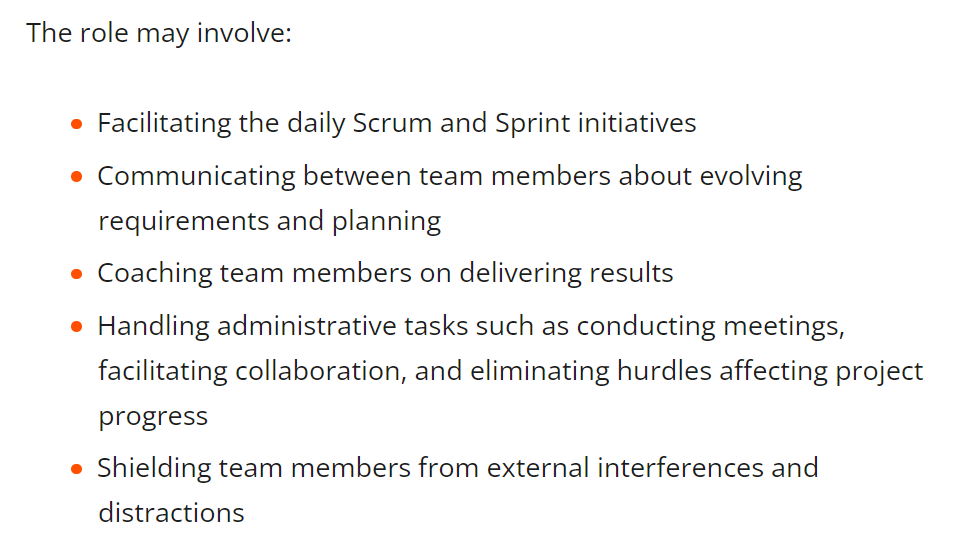 The role may involve:
Facilitating the daily Scrum and Sprint initiatives
Communicating between team members about evolving
requirements and planning
Coaching team members on delivering results
Handling administrative tasks such as conducting meetings,
facilitating collaboration, and eliminating hurdles affecting project
progress
Shielding team members from external interferences and
distractions